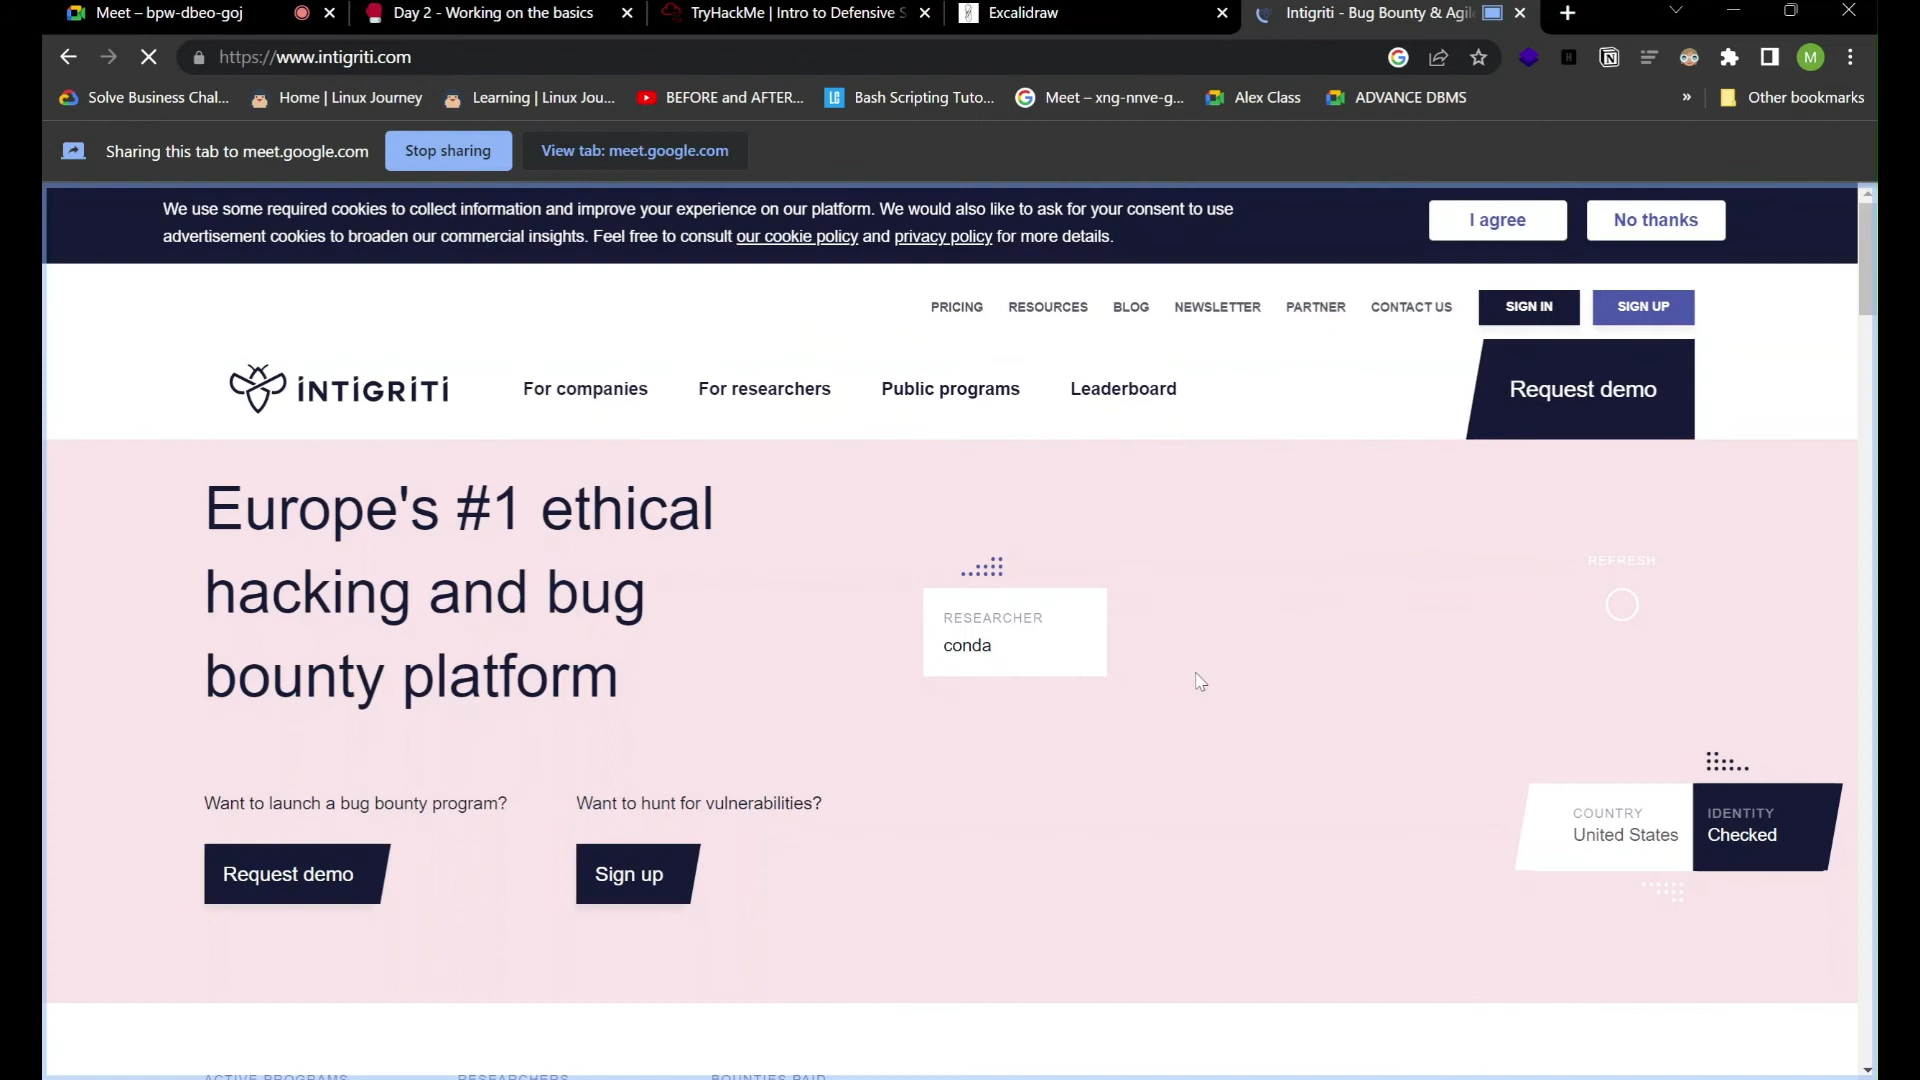 Meet – bpw-dbeo-goj
Day 2 - Working on the basics
TryHackMe | Intro to Defensive S
Excalidraw
Intigriti - Bug Bounty & Agil
https://www.intigriti.com
M
Solve Business Chal...
Home | Linux Journey
Learning | Linux Jou...
BEFORE and AFTER...
LC
Bash Scripting Tuto...
Meet – xng-nnve-g...
Alex Class
ADVANCE DBMS
»
Other bookmarks
Sharing this tab to meet.google.com
Stop sharing
View tab: meet.google.com
We use some required cookies to collect information and improve your experience on our platform. We would also like to ask for your consent to use
advertisement cookies to broaden our commercial insights. Feel free to consult our cookie policy and privacy policy for more details.
I agree
No thanks
PRICING
RESOURCES
BLOG
NEWSLETTER
PARTNER
CONTACT US
SIGN IN
SIGN UP
INTIGRITI
For companies
For researchers
Public programs
Leaderboard
Request demo
Europe's #1 ethical
hacking and bug
bounty platform
REFRESH
RESEARCHER
conda
Want to launch a bug bounty program?
Want to hunt for vulnerabilities?
Request demo
Sign up
COUNTRY
United States
IDENTITY
Checked
ACTIVE PROGRAMS
RESEARCHERS
BOUNTIES PAID